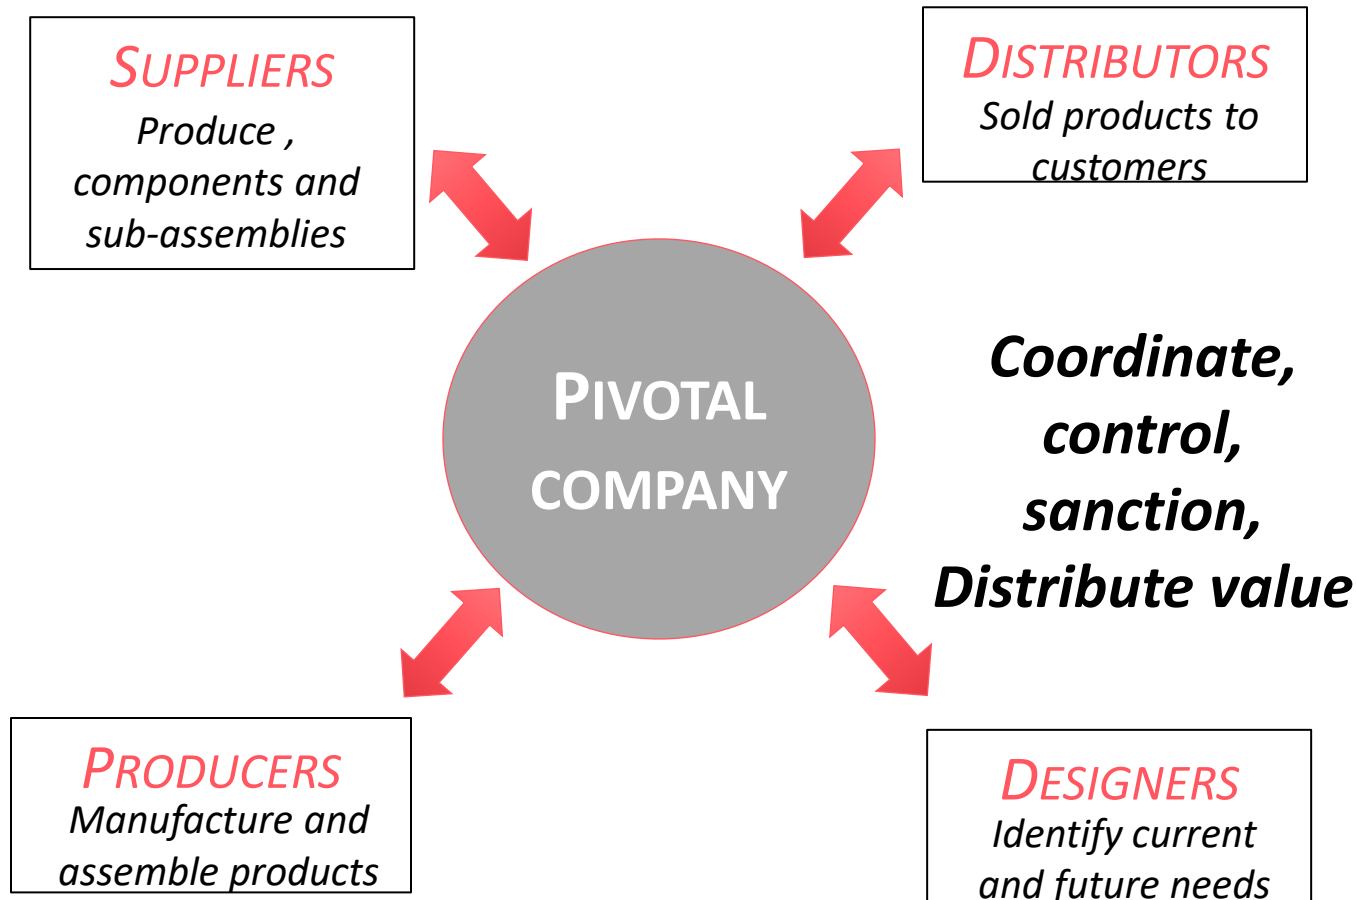 SUPPLIERS
Produce ,
components and
sub-assemblies
DISTRIBUTORS
Sold products to
customers
PIVOTAL
COMPANY
Coordinate,
control,
sanction,
Distribute value
PRODUCERS
Manufacture and
assemble products
DESIGNERS
Identify current
and future needs